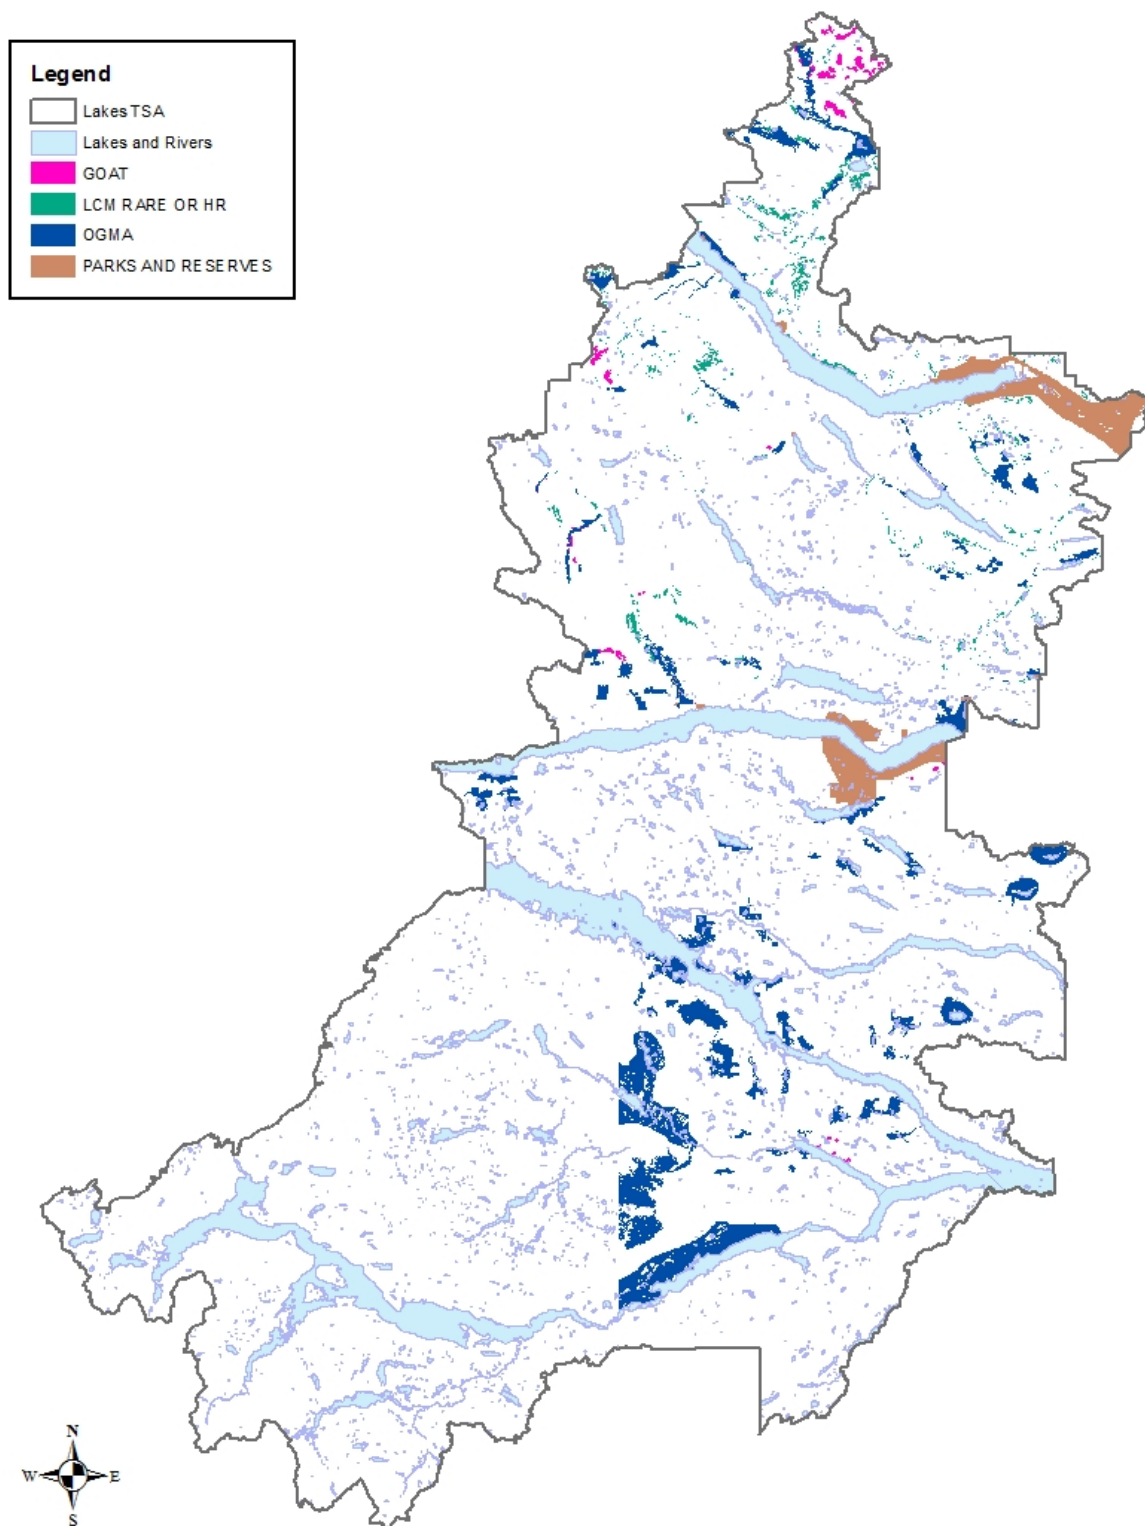 Legend
Lakes TSA
Lakes and Rivers
GOAT
LCM RARE OR HR
OGMA
PARKS AND RESERVES
N
W E
S